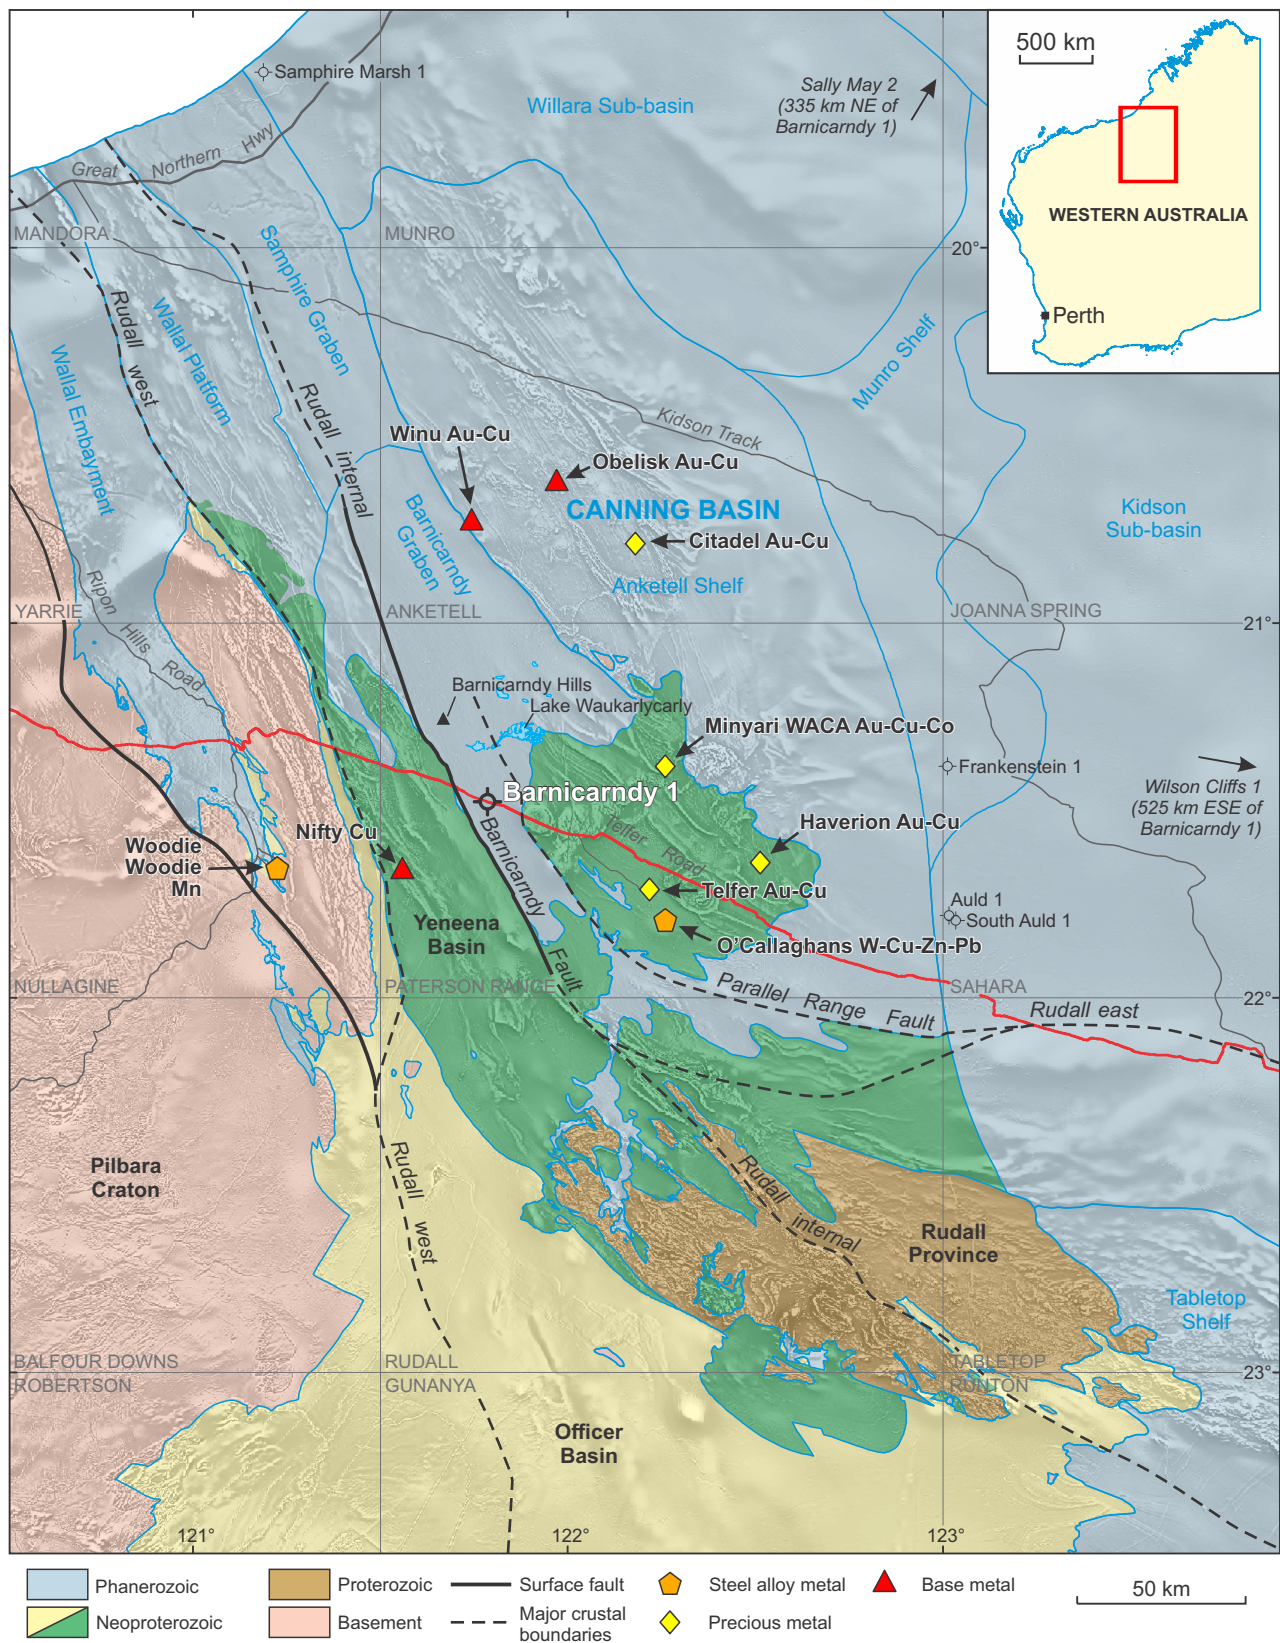 500 km
WESTERN AUSTRALIA
Perth
Samphire Marsh 1
Willara Sub-basin
Sally May 2
(335 km NE of
Barnicarndy 1)
Great Northern Hwy
MANDORA
MUNRO
20°
Samphire Graben
Rudall west
Wallal Platform
Wallal Embayment
Munro Shelf
Rudall internal
Kidson Track
Winu Au-Cu
Obelisk Au-Cu
CANNING BASIN
Citadel Au-Cu
Barnicarndy
Graben
Anketell Shelf
Kidson
Sub-basin
Ripon Hills Road
YARRIE
ANKETELL
JOANNA SPRING
21°
Barnicarndy Hills
Lake Waukarlycarly
Minyari WACA Au-Cu-Co
Frankenstein 1
Wilson Cliffs 1
(525 km ESE of
Barnicarndy 1)
Barnicarndy 1
Telfer Road
Haverion Au-Cu
Nifty Cu
Woodie
Woodie
Mn
Telfer Au-Cu
Auld 1
South Auld 1
Yeneena
Basin
Barnicarndy Fault
O'Callaghans W-Cu-Zn-Pb
NULLAGINE
PATERSON RANGE
SAHARA
22°
Parallel Range Fault
Rudall east
Pilbara
Craton
Rudall west
Rudall internal
Rudall
Province
Tabletop
Shelf
BALFOUR DOWNS
ROBERTSON
RUDALL
GUNANYA
TABLETOP
RUNTON
23°
Officer
Basin
121°
122°
123°
Phanerozoic
Neoproterozoic
Proterozoic
Basement
Surface fault
Major crustal
boundaries
Steel alloy metal
Precious metal
Base metal
50 km